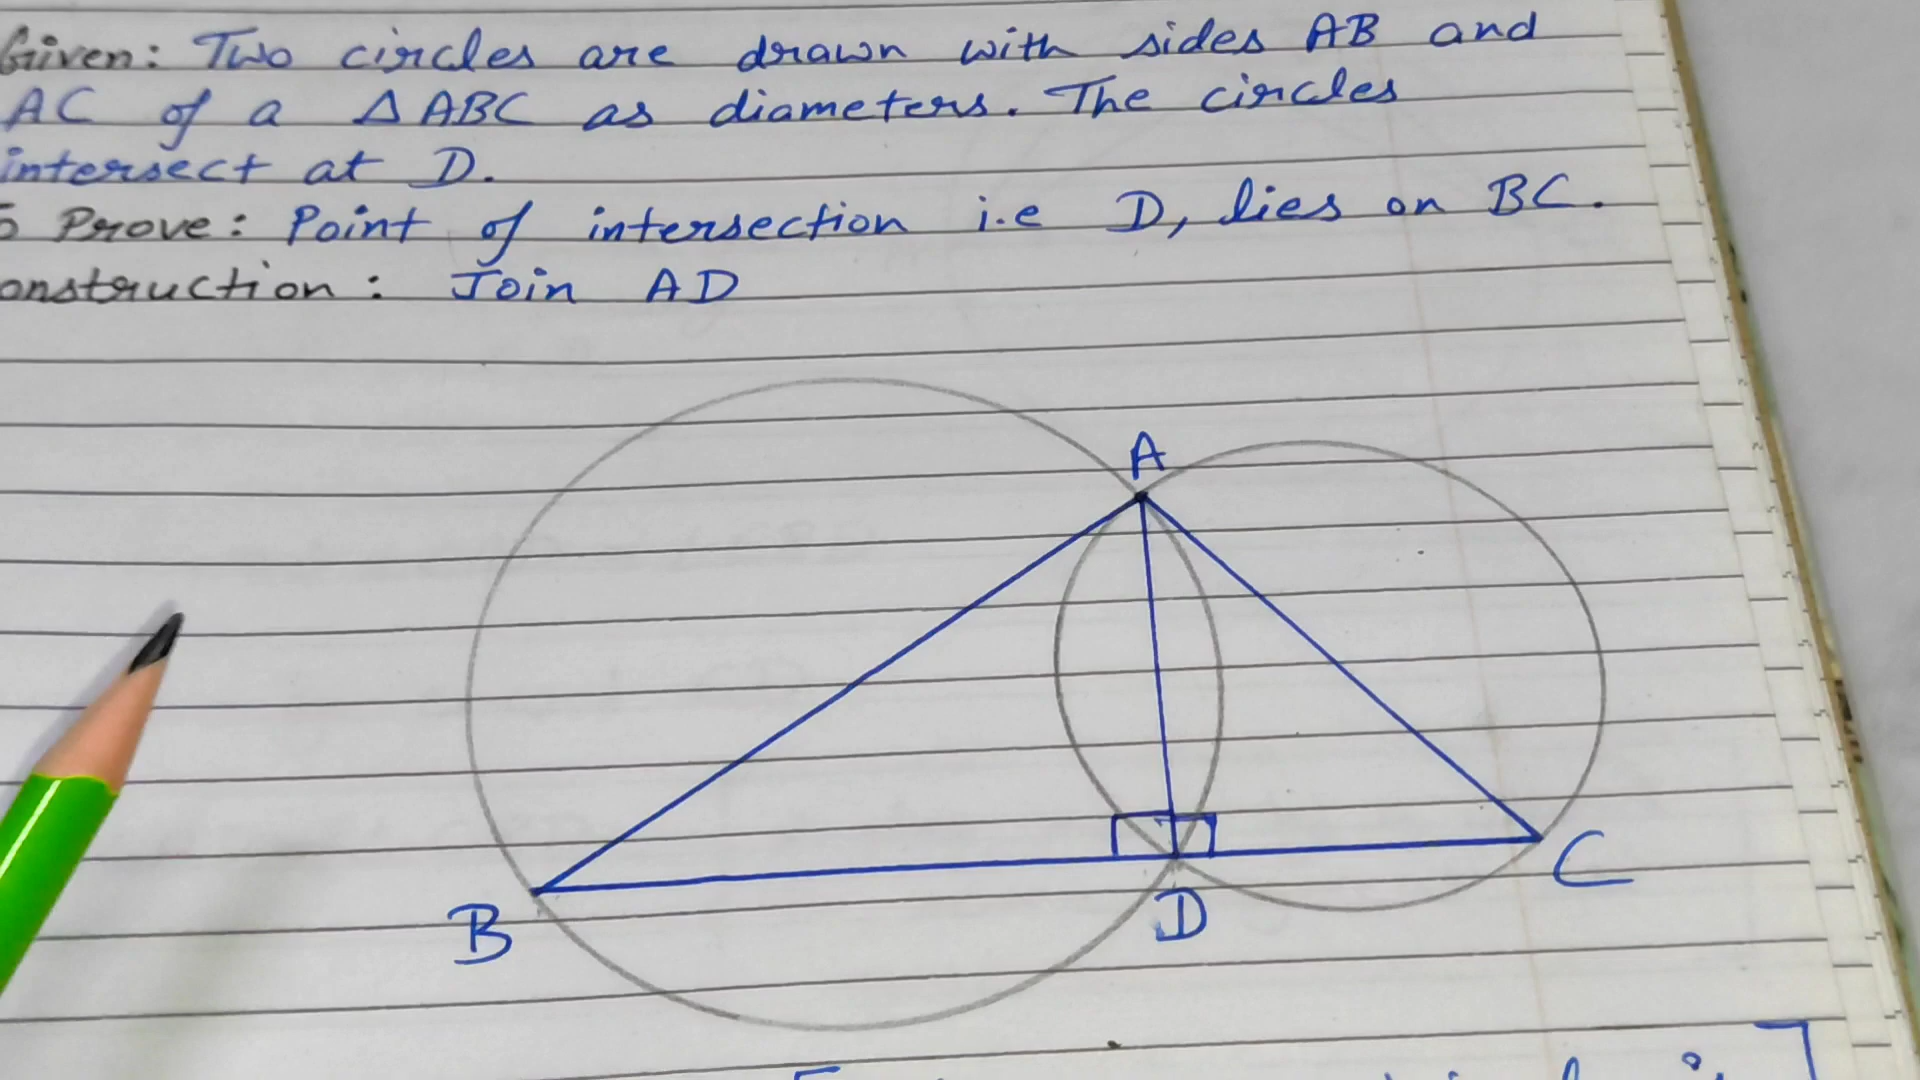 Given: Two circles are drawn with sides AB and
AC of a △ABC as diameters. The circles
intersect at D.
Prove: Point of intersection i.e D, lies on BC.
onstruction: Join AD
A
B
D
C